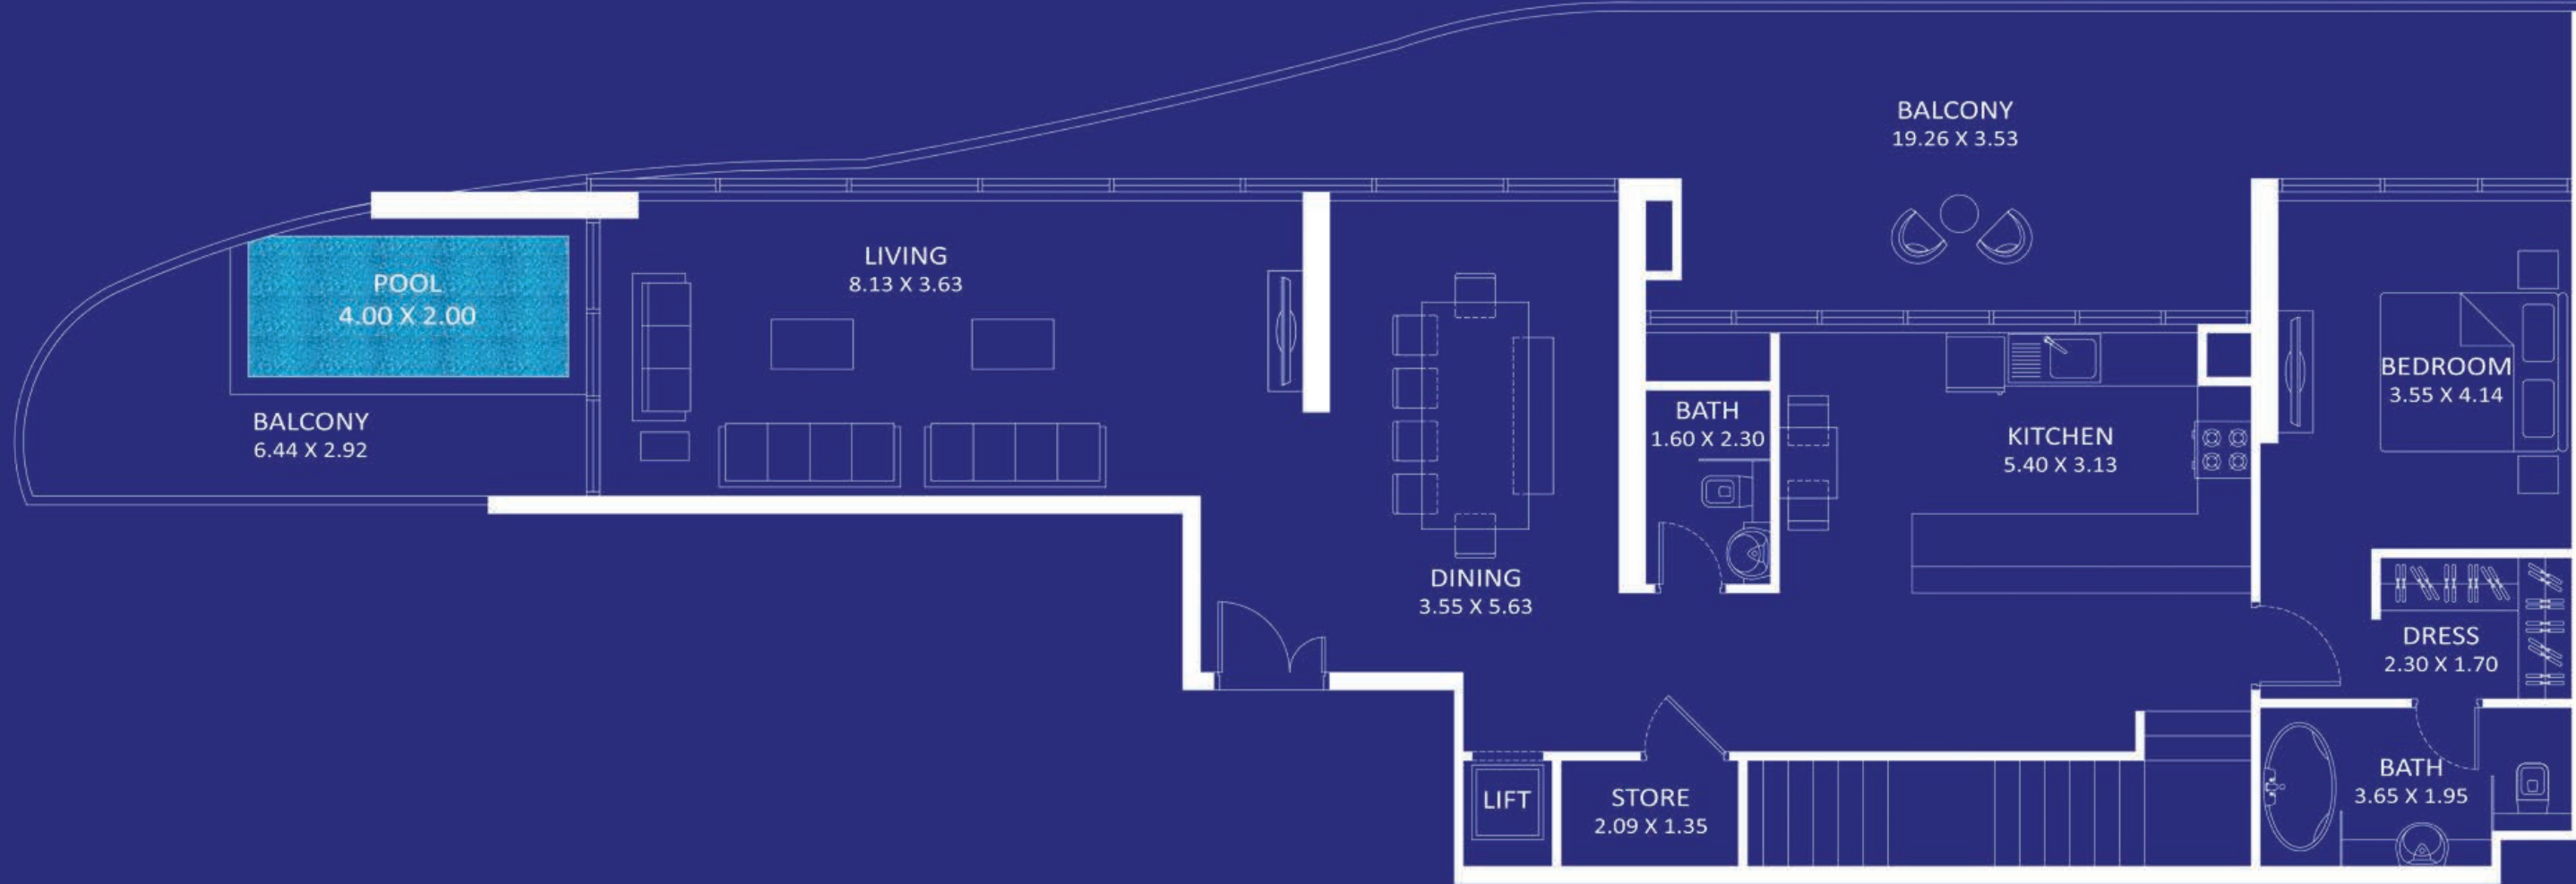 BALCONY
19.26 X 3.53
LIVING
8.13 X 3.63
POOL
4.00 X 2.00
BALCONY
6.44 X 2.92
BEDROOM
3.55 X 4.14
BATH
1.60 X 2.30
KITCHEN
5.40 X 3.13
DINING
3.55 X 5.63
DRESS
2.30 X 1.70
LIFT
STORE
2.09 X 1.35
BATH
3.65 X 1.95